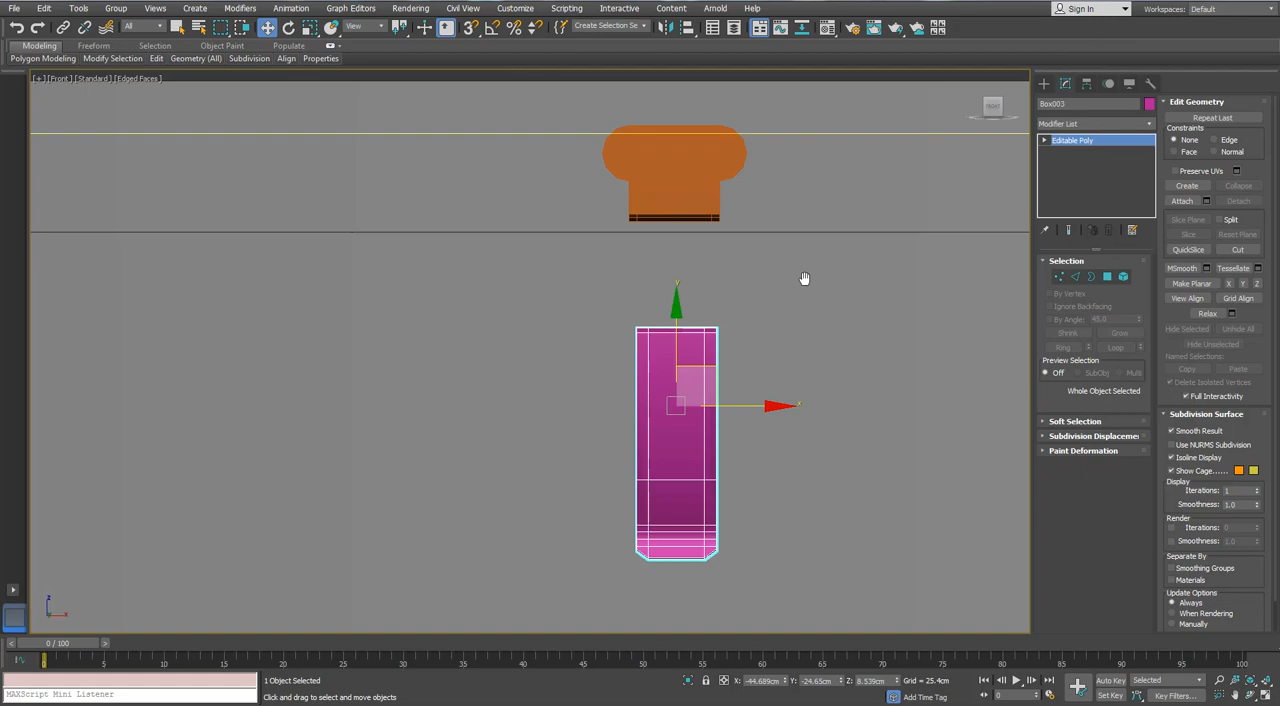 File Edit Tools Group Views Create Modifiers Animation Graph Editors Rendering Civil View Customize Scripting Interactive Content Arnold Help Sign In Workspaces: Default
All View Create Selection Se
Modeling Freeform Selection Object Paint Populate
Polygon Modeling Modify Selection Edit Geometry (All) Subdivision Align Properties
[+] [Front] [Standard] [Edged Faces]
FRONT
Box003
Modifier List
Editable Poly
Selection
By Vertex
Ignore Backfacing
By Angle: 45.0
Shrink Grow
Ring Loop
Preview Selection
Off SubObj Multi
Whole Object Selected
Soft Selection
Subdivision Displaceme
Paint Deformation
Edit Geometry
Repeat Last
Constraints
None Edge
Face Normal
Preserve UVs
Create Collapse
Attach Detach
Slice Plane Split
Slice Reset Plane
QuickSlice Cut
MSmooth Tessellate
Make Planar X Y Z
View Align Grid Align
Relax
Hide Selected Unhide All
Hide Unselected
Named Selections:
Copy Paste
Delete Isolated Vertices
Full Interactivity
Subdivision Surface
Smooth Result
Use NURMS Subdivision
Isoline Display
Show Cage......
Display
Iterations: 1
Smoothness: 1.0
Render
Iterations: 0
Smoothness: 1.0
Separate By
Smoothing Groups
Materials
Update Options
Always
When Rendering
Manually
y
x
z
x
< 0 / 100 >
0 5 10 15 20 25 30 35 40 45 50 55 60 65 70 75 80 85 90 95 100
MAXScript Mini Listener
1 Object Selected
Click and drag to select and move objects
X: -44.689cm Y: -24.65cm Z: 8.539cm Grid = 25.4cm
Add Time Tag
0
Auto Key Selected
Set Key Key Filters...